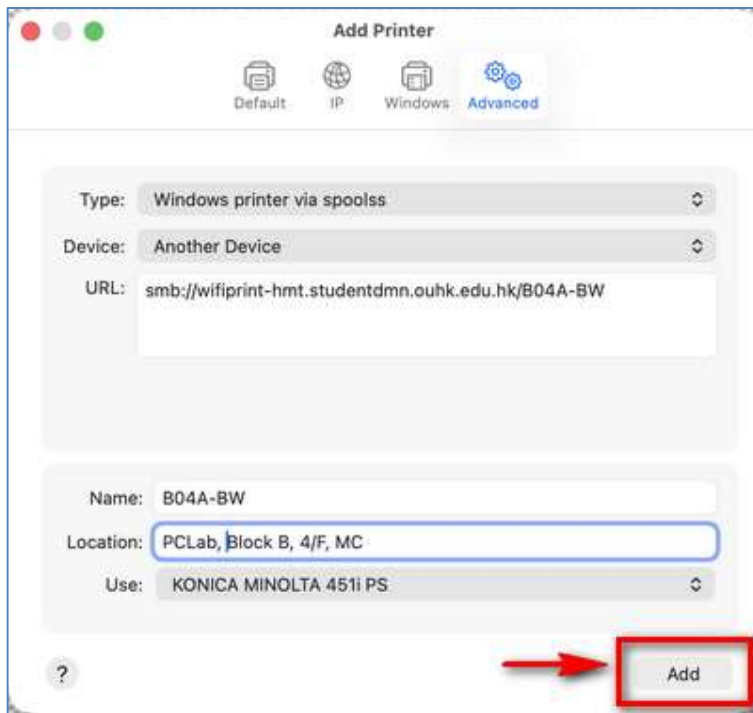 Add Printer
Default IP Windows Advanced
Type: Windows printer via spoolss
Device: Another Device
URL: smb://wifiprint-hmt.studentdmn.ouhk.edu.hk/B04A-BW
Name: B04A-BW
Location: PCLab, Block B, 4/F, MC
Use: KONICA MINOLTA 451i PS
? Add